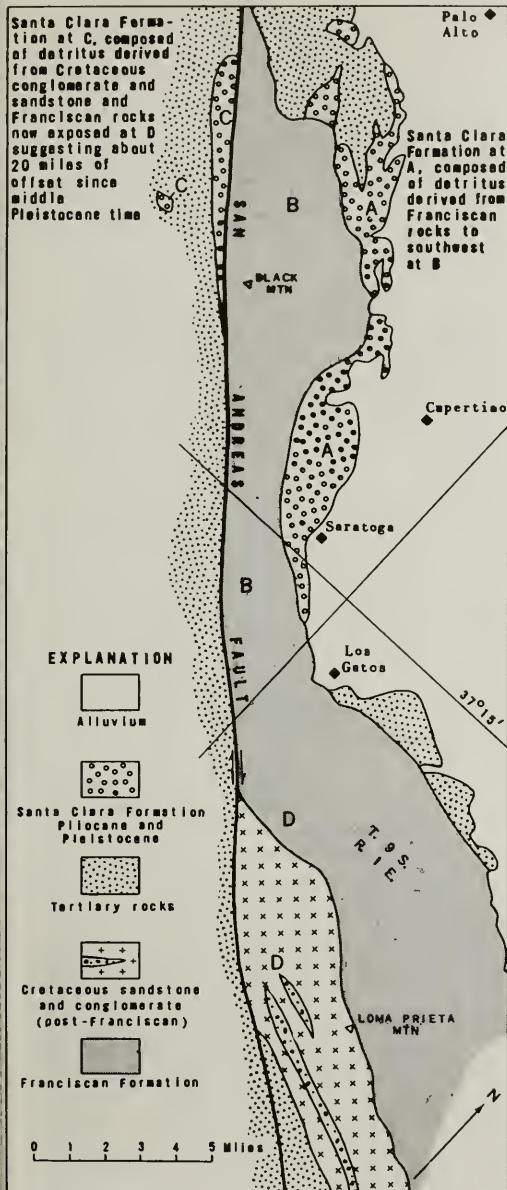 Santa Clara Forma-
tion at C, composed
of detritus derived
from Cretaceous
conglomerate and
sandstone and
Franciscan rocks
now exposed at D
suggesting about
20 miles of
offset since
middle
Pleistocene time
Palo
Alto
Santa Clara
Formation at
A, composed
of detritus
derived from
Franciscan
rocks to
southwest
at B
C
C
A
A
B
SAN
BLACK
MTN
ANDREAS
Cupertino
A
Saratoga
B
FAULT
Los
Gatos
37°15'
EXPLANATION
Alluvium
Santa Clara Formation
Pliocene and
Pleistocene
Tertiary rocks
Cretaceous sandstone
and conglomerate
(post-Franciscan)
Franciscan Formation
D
T. 9 S.
R 1 E
D
LOMA PRIETA
MTN
N
0 1 2 3 4 5 Miles